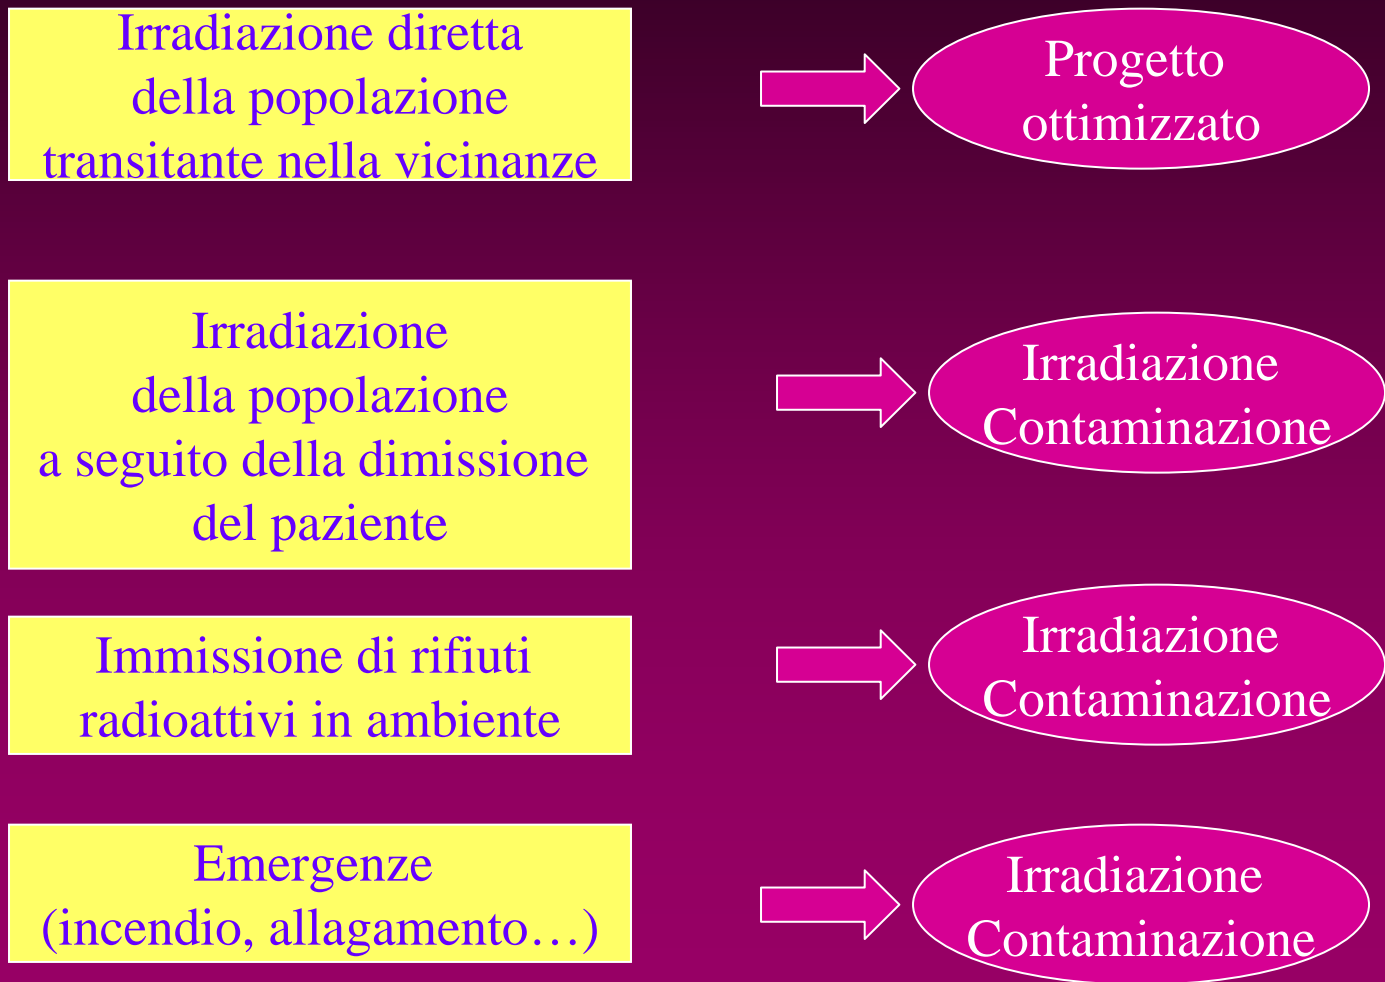 Irradiazione diretta
della popolazione
transitante nella vicinanze
Progetto
ottimizzato
Irradiazione
della popolazione
a seguito della dimissione
del paziente
Irradiazione
Contaminazione
Immissione di rifiuti
radioattivi in ambiente
Irradiazione
Contaminazione
Emergenze
(incendio, allagamento…)
Irradiazione
Contaminazione